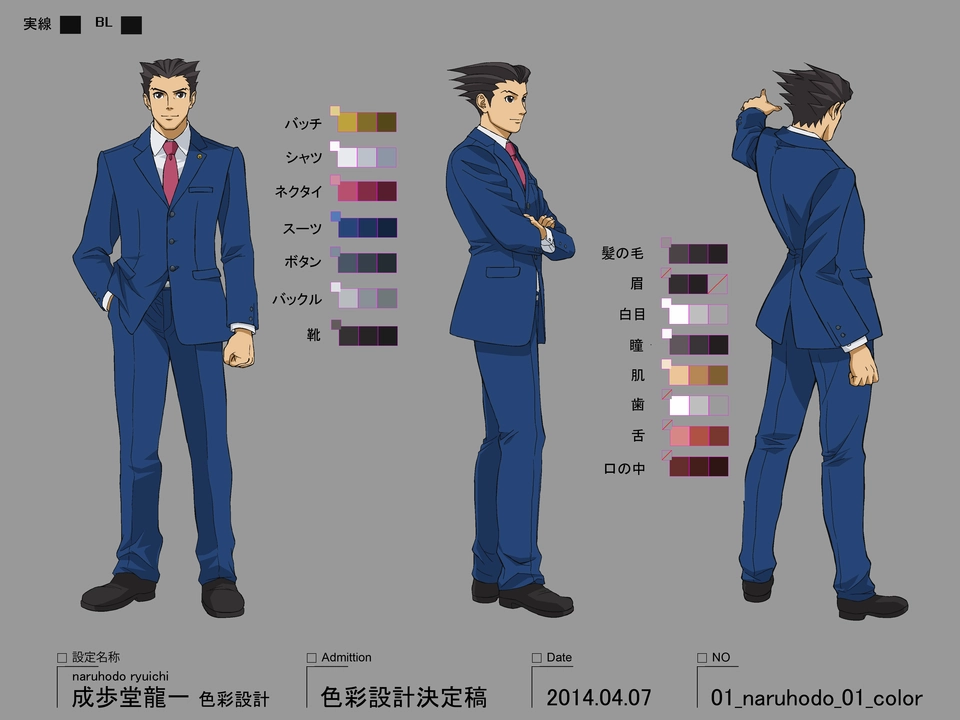 実線 BL
バッチ
シャツ
ネクタイ
スーツ
ボタン
バックル
靴
髪の毛
眉
白目
瞳
肌
歯
舌
口の中
設定名称
naruhodo ryuichi
成歩堂龍一 色彩設計
Admittion
色彩設計決定稿
Date
2014.04.07
NO
01_naruhodo_01_color